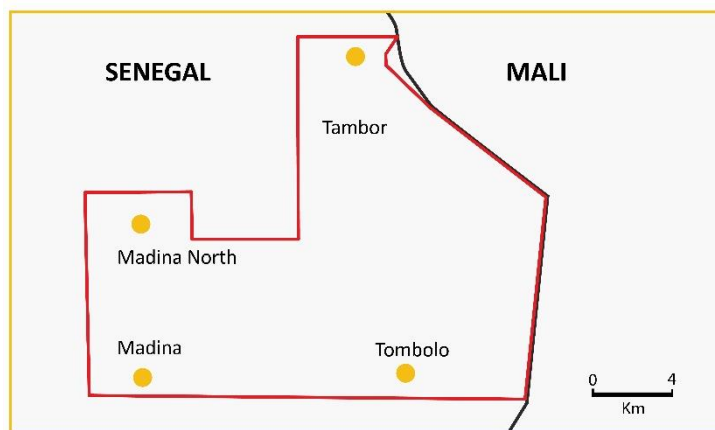 SENEGAL
MALI
Tambor
Madina North
Madina
Tombolo
0 4
Km